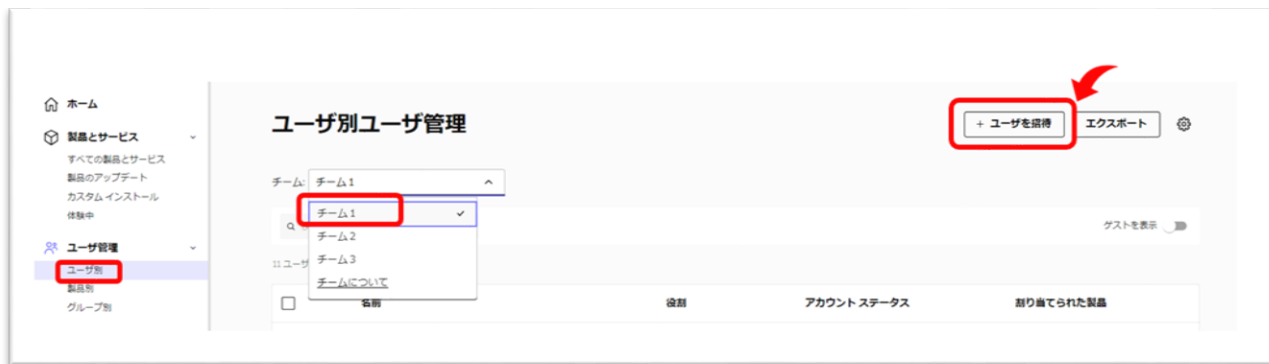 ホーム
製品とサービス
すべての製品とサービス
製品のアップデート
カスタム インストール
体験中
ユーザ管理
ユーザ別
製品別
グループ別
ユーザ別ユーザ管理
+ ユーザを招待
エクスポート
チーム: チーム1
チーム1
チーム2
チーム3
チームについて
ゲストを表示
11 ユーザ
名前
役割
アカウント ステータス
割り当てられた製品